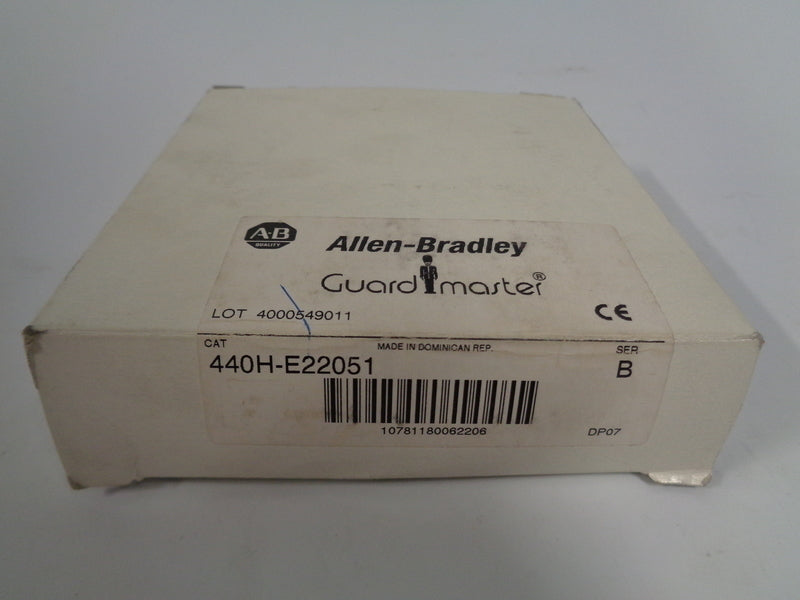 A-B
QUALITY
Allen-Bradley
Guardmaster®
LOT 4000549011
CE
CAT
MADE IN DOMINICAN REP.
SER
440H-E22051
B
10781180062206
DP07